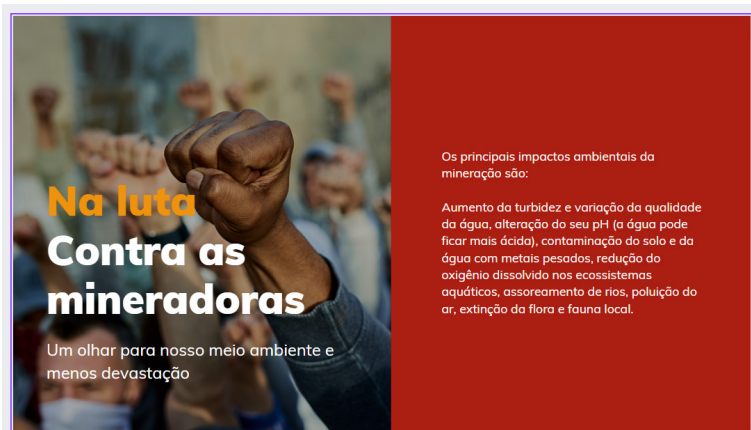 Na luta
Contra as
mineradoras
Um olhar para nosso meio ambiente e
menos devastação
Os principais impactos ambientais da
mineração são:
Aumento da turbidez e variação da qualidade
da água, alteração do seu pH (a água pode
ficar mais ácida), contaminação do solo e da
água com metais pesados, redução do
oxigênio dissolvido nos ecossistemas
aquáticos, assoreamento de rios, poluição do
ar, extinção da flora e fauna local.